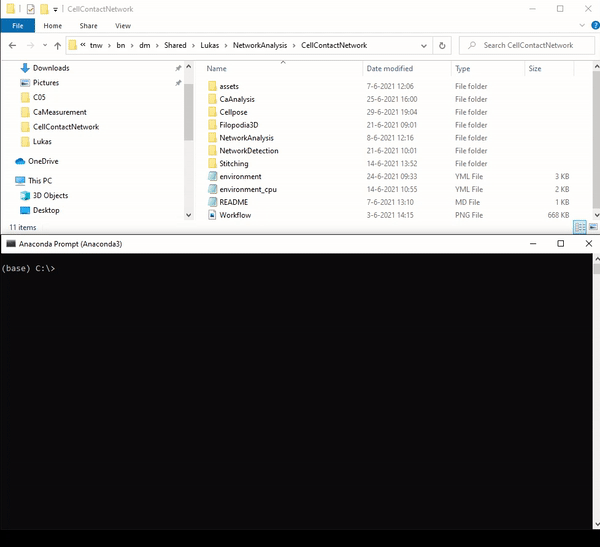 CellContactNetwork
File Home Share View
« tnw > bn > dm > Shared > Lukas > NetworkAnalysis > CellContactNetwork Search CellContactNetwork
Downloads
Pictures
C05
CaMeasurement
CellContactNetwork
Lukas
OneDrive
This PC
3D Objects
Desktop
Name Date modified Type Size
assets 7-6-2021 12:06 File folder
CaAnalysis 25-6-2021 16:00 File folder
Cellpose 29-6-2021 19:04 File folder
Filopodia3D 21-6-2021 09:01 File folder
NetworkAnalysis 8-6-2021 12:16 File folder
NetworkDetection 21-6-2021 10:01 File folder
Stitching 14-6-2021 13:52 File folder
environment 24-6-2021 09:33 YML File 3 KB
environment_cpu 14-6-2021 10:55 YML File 2 KB
README 7-6-2021 13:10 MD File 1 KB
Workflow 3-6-2021 14:15 PNG File 668 KB
11 items
Anaconda Prompt (Anaconda3)
(base) C:\>